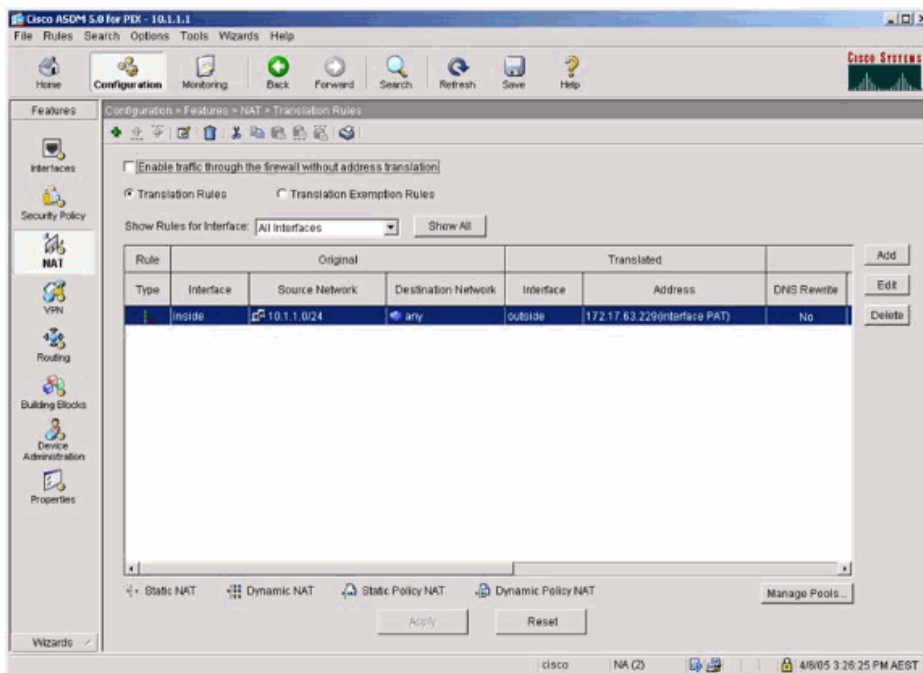 Cisco ASDM 5.0 for PIX - 10.1.1.1
File Rules Search Options Tools Wizards Help
Home Configuration Monitoring Back Forward Search Refresh Save Help
CISCO SYSTEMS
Features
Configuration > Features > NAT > Translation Rules
Interfaces
Security Policy
NAT
VPN
Routing
Building Blocks
Device Administration
Properties
Wizards
Enable traffic through the firewall without address translation
Translation Rules Translation Exemption Rules
Show Rules for Interface: All Interfaces Show All
Rule Original Translated
Type Interface Source Network Destination Network Interface Address DNS Rewrite
inside 10.1.1.0/24 any outside 172.17.63.229(interface PAT) No
Add
Edit
Delete
Static NAT Dynamic NAT Static Policy NAT Dynamic Policy NAT
Manage Pools...
Apply Reset
cisco NA (2) 4/6/05 3:26:25 PM AEST